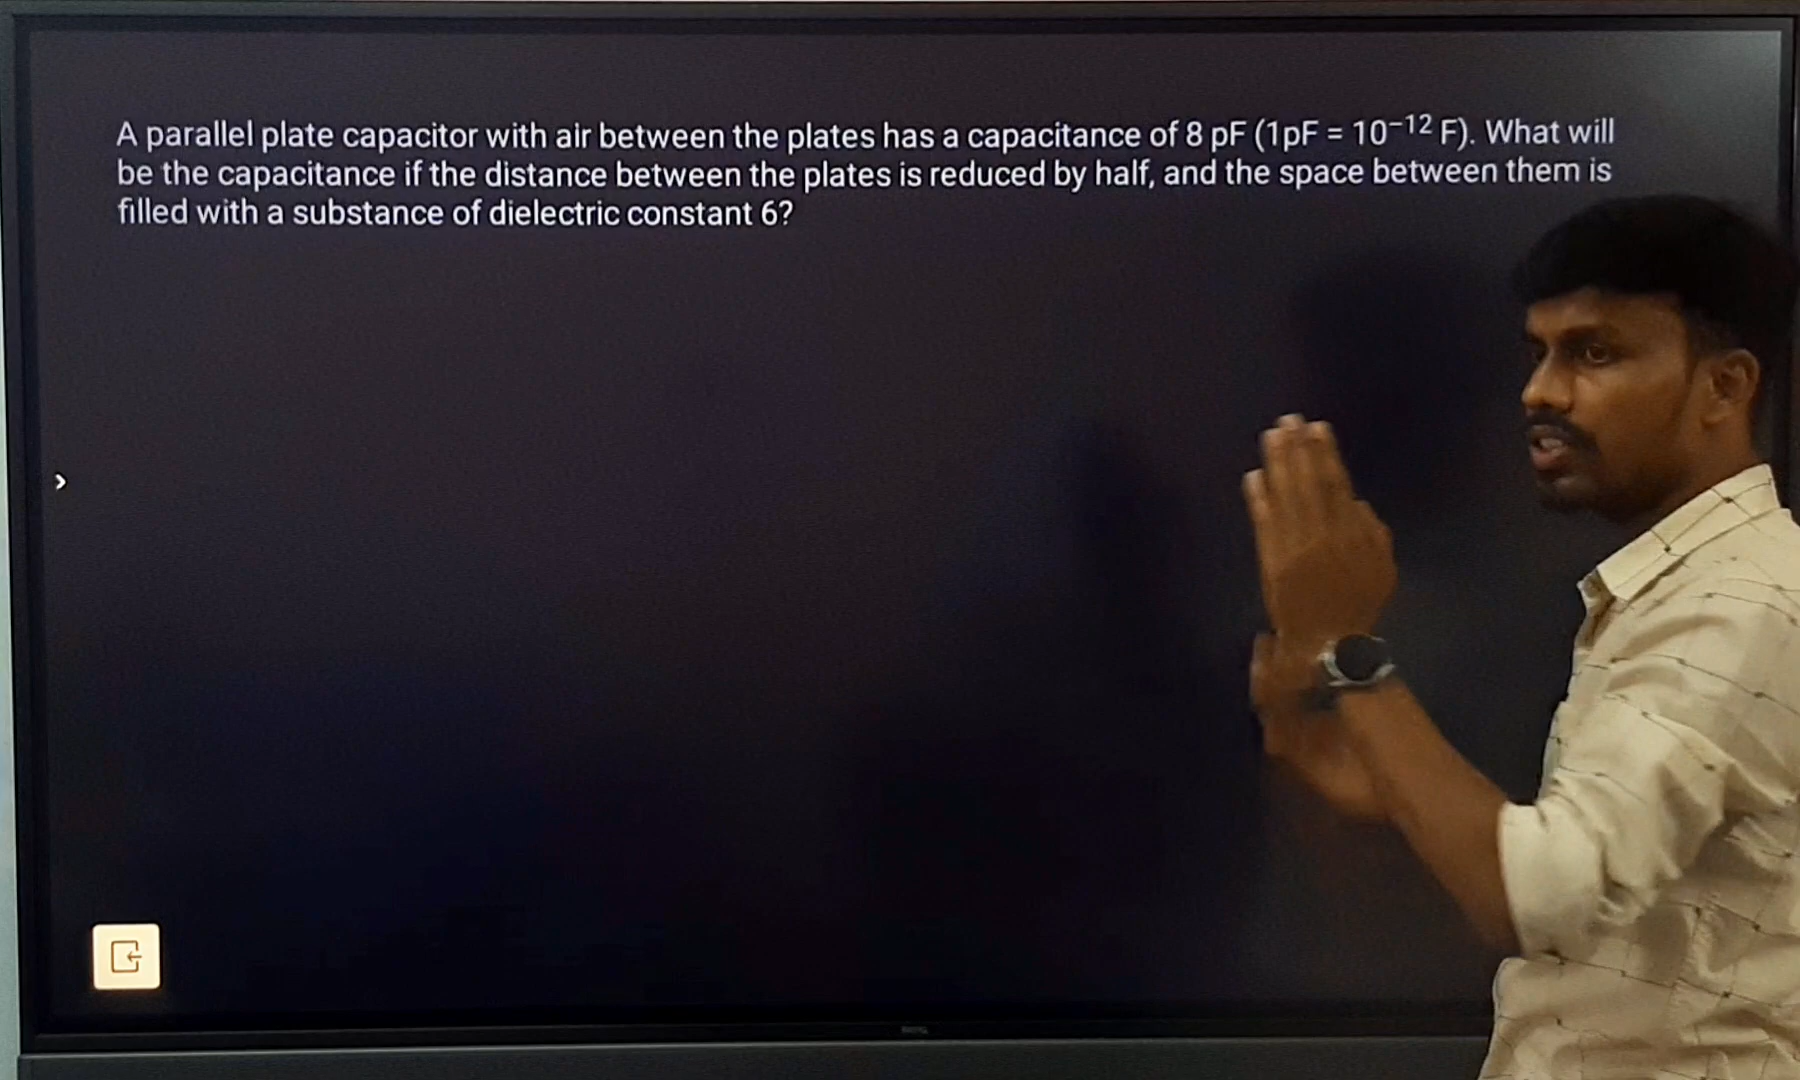 A parallel plate capacitor with air between the plates has a capacitance of 8 pF (1pF = 10⁻¹² F). What will
be the capacitance if the distance between the plates is reduced by half, and the space between them is
filled with a substance of dielectric constant 6?